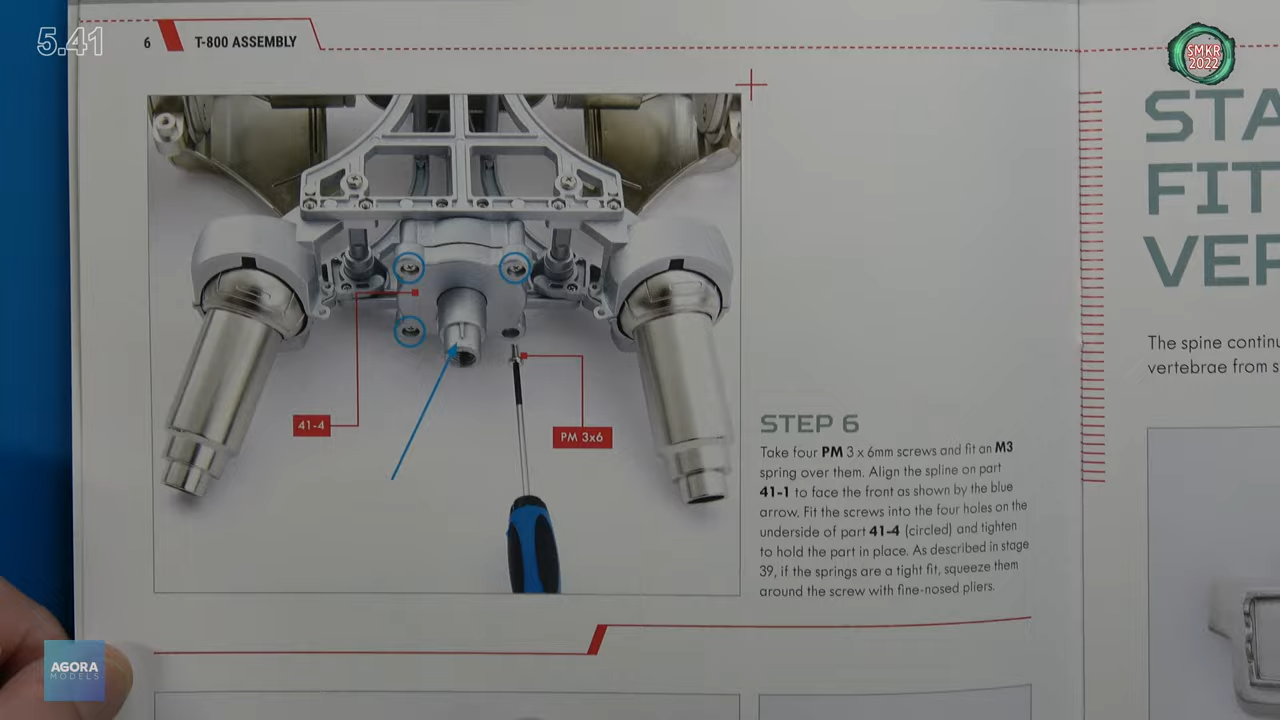 5.41
6 T-800 ASSEMBLY
SMKR
2022
41-4
PM 3x6
STEP 6
Take four PM 3 x 6mm screws and fit an M3
spring over them. Align the spline on part
41-1 to face the front as shown by the blue
arrow. Fit the screws into the four holes on the
underside of part 41-4 (circled) and tighten
to hold the part in place. As described in stage
39, if the springs are a tight fit, squeeze them
around the screw with fine-nosed pliers.
STA
FIT
VER
The spine continu
vertebrae from s
AGORA
MODELS